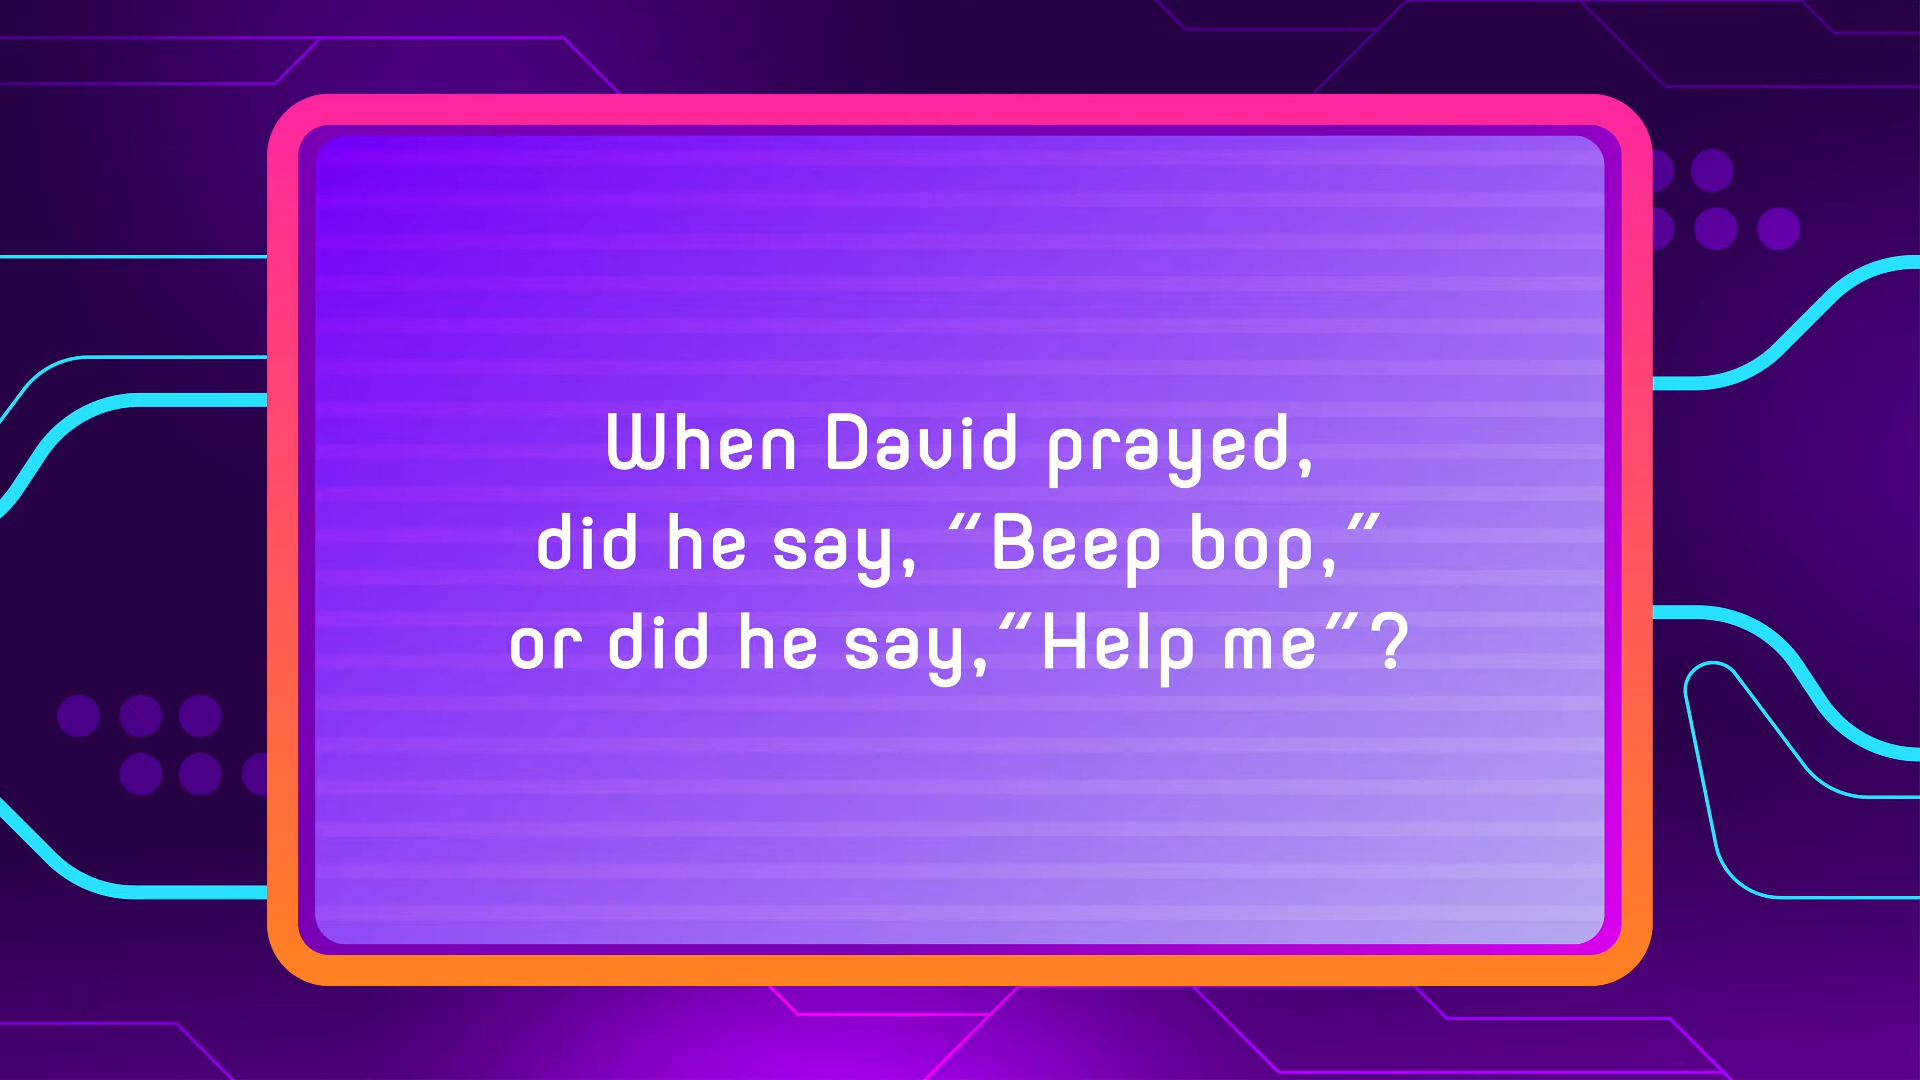 When David prayed,
did he say, "Beep bop,"
or did he say,"Help me"?